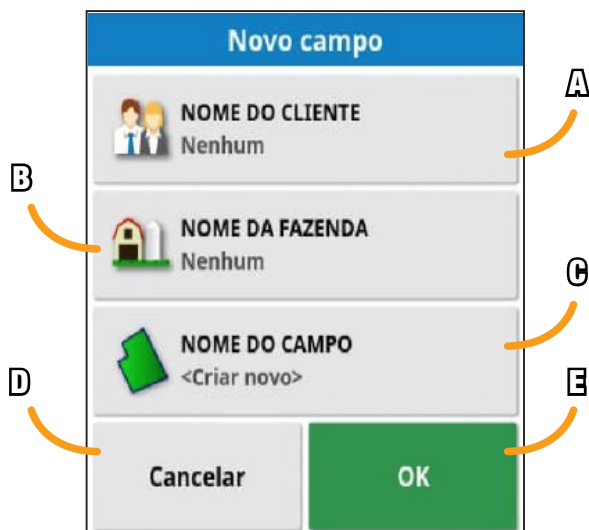 Novo campo
A
NOME DO CLIENTE
Nenhum
B
NOME DA FAZENDA
Nenhum
C
NOME DO CAMPO
<Criar novo>
D
E
Cancelar
OK